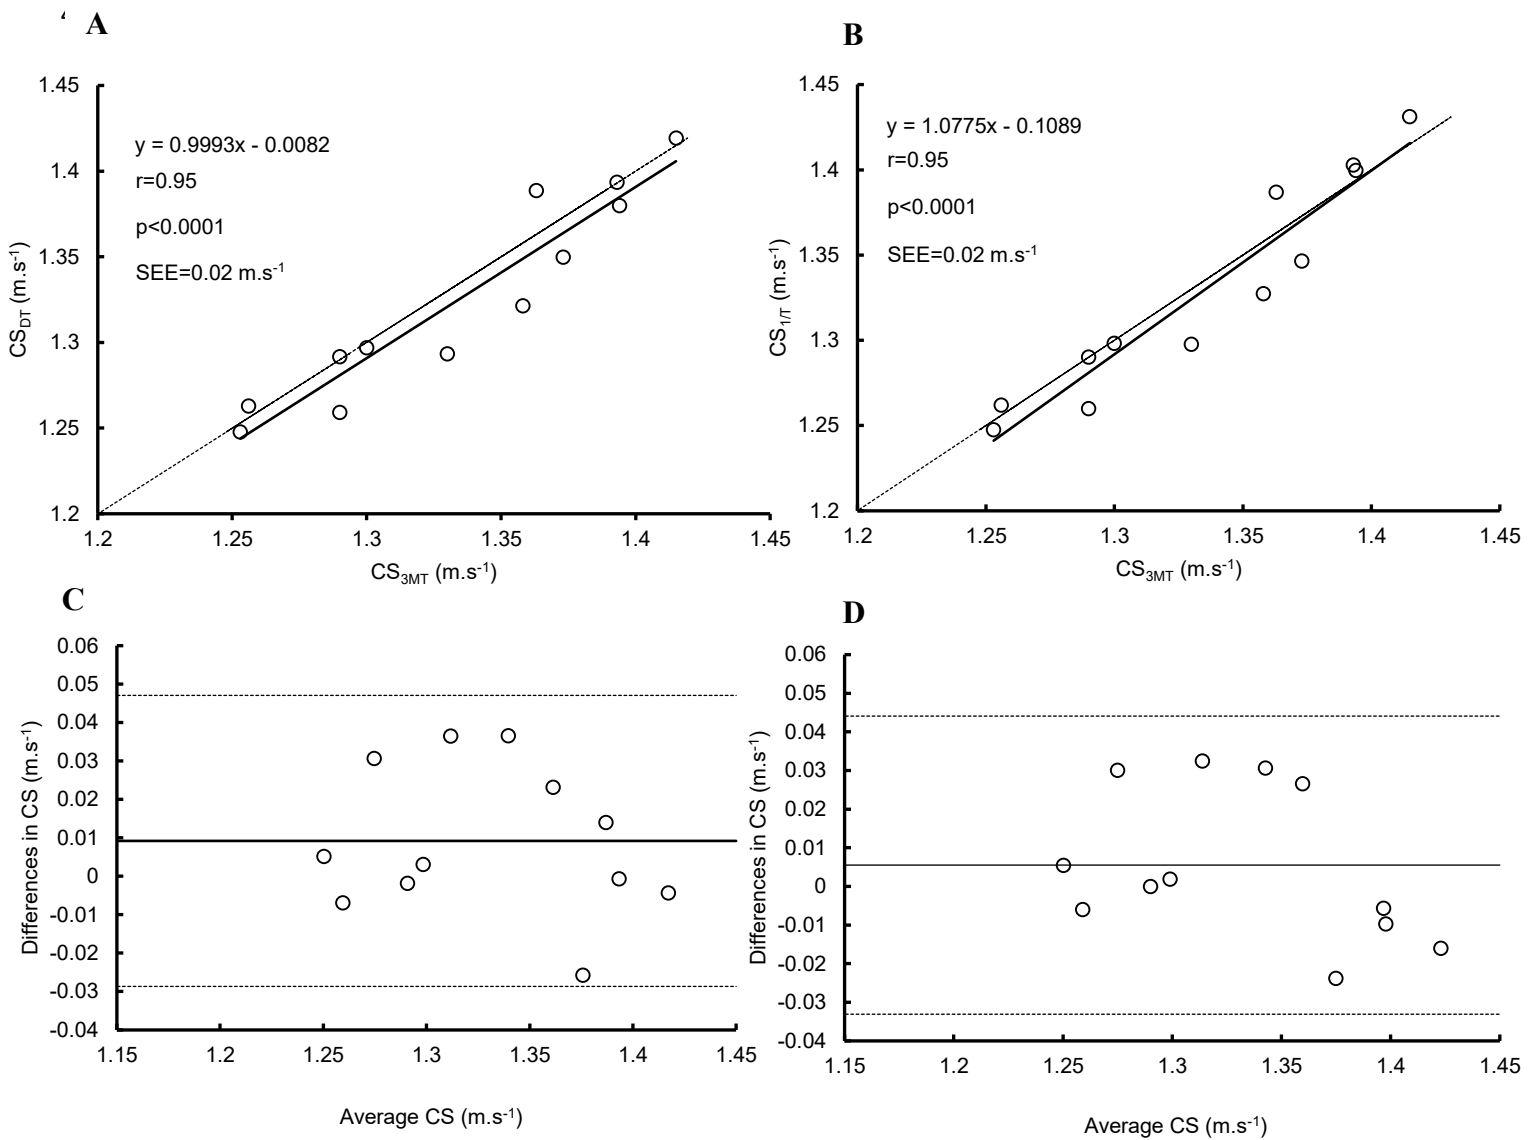 A
1.45
1.4
1.35
1.3
1.25
1.2
CS_DT (m.s⁻¹)
y = 0.9993x - 0.0082
r=0.95
p<0.0001
SEE=0.02 m.s⁻¹
1.2 1.25 1.3 1.35 1.4 1.45
CS_3MT (m.s⁻¹)
B
1.45
1.4
1.35
1.3
1.25
1.2
CS_1/T (m.s⁻¹)
y = 1.0775x - 0.1089
r=0.95
p<0.0001
SEE=0.02 m.s⁻¹
1.2 1.25 1.3 1.35 1.4 1.45
CS_3MT (m.s⁻¹)
C
0.06
0.05
0.04
0.03
0.02
0.01
0
-0.01
-0.02
-0.03
-0.04
Differences in CS (m.s⁻¹)
1.15 1.2 1.25 1.3 1.35 1.4 1.45
Average CS (m.s⁻¹)
D
0.06
0.05
0.04
0.03
0.02
0.01
0
-0.01
-0.02
-0.03
-0.04
Differences in CS (m.s⁻¹)
1.15 1.2 1.25 1.3 1.35 1.4 1.45
Average CS (m.s⁻¹)